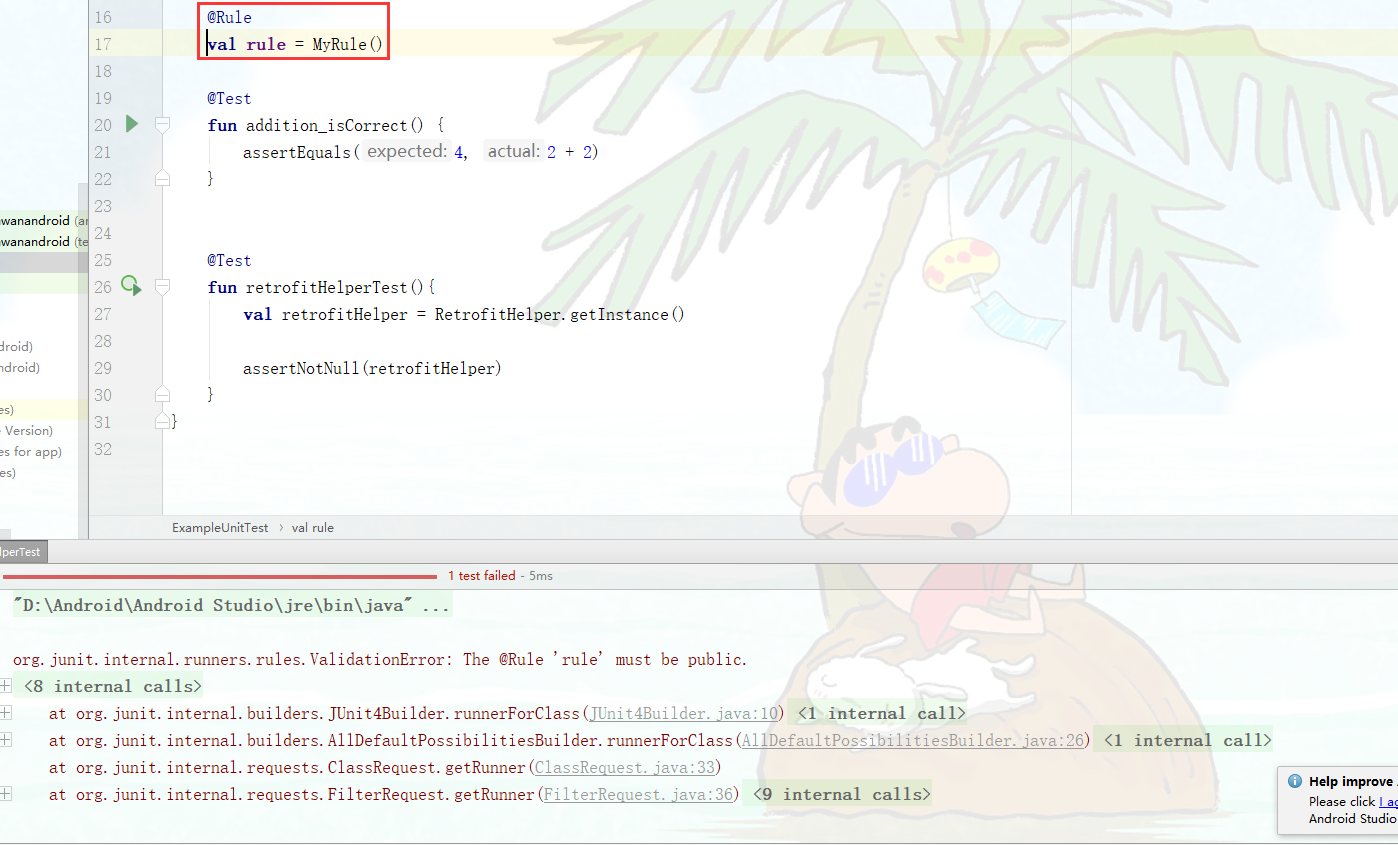 16 @Rule
17 val rule = MyRule()
18
19 @Test
20 fun addition_isCorrect() {
21 assertEquals( expected: 4, actual: 2 + 2)
22 }
23
wanandroid (ar
24
wanandroid (te
25 @Test
26 fun retrofitHelperTest(){
27 val retrofitHelper = RetrofitHelper.getInstance()
28
droid)
29 assertNotNull(retrofitHelper)
ndroid)
30 }
es)
31 }
Version)
32
es for app)
es)
ExampleUnitTest › val rule
lperTest
1 test failed - 5ms
"D:\Android\Android Studio\jre\bin\java" ...
org.junit.internal.runners.rules.ValidationError: The @Rule 'rule' must be public.
<8 internal calls>
at org.junit.internal.builders.JUnit4Builder.runnerForClass(JUnit4Builder.java:10) <1 internal call>
at org.junit.internal.builders.AllDefaultPossibilitiesBuilder.runnerForClass(AllDefaultPossibilitiesBuilder.java:26) <1 internal call>
at org.junit.internal.requests.ClassRequest.getRunner(ClassRequest.java:33)
at org.junit.internal.requests.FilterRequest.getRunner(FilterRequest.java:36) <9 internal calls>
Help improve
Please click I ag
Android Studio